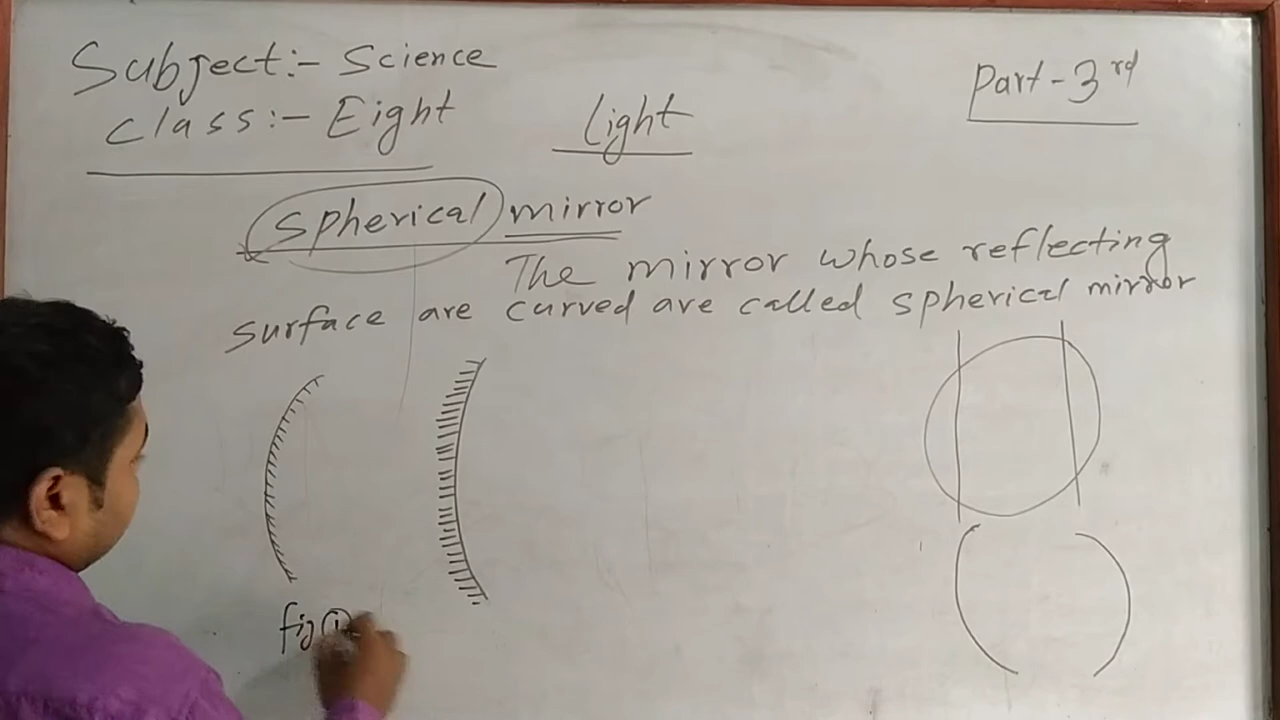 Subject:- Science
Part-3rd
Class:- Eight
Light
Spherical mirror
The mirror whose reflecting
surface are curved are called spherical mirror
fig